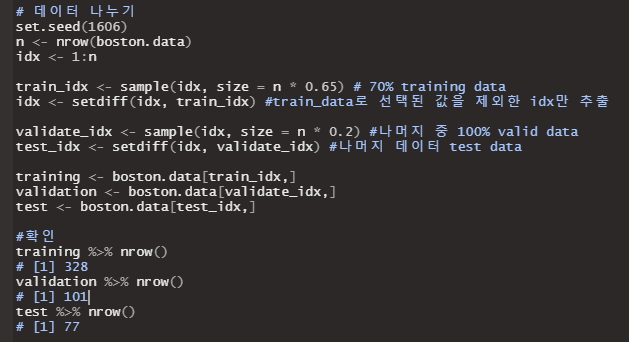 # 데이터 나누기
set.seed(1606)
n <- nrow(boston.data)
idx <- 1:n
train_idx <- sample(idx, size = n * 0.65) # 70% training data
idx <- setdiff(idx, train_idx) #train_data로 선택된 값을 제외한 idx만 추출
validate_idx <- sample(idx, size = n * 0.2) #나머지 중 100% valid data
test_idx <- setdiff(idx, validate_idx) #나머지 데이터 test data
training <- boston.data[train_idx,]
validation <- boston.data[validate_idx,]
test <- boston.data[test_idx,]
#확인
training %>% nrow()
# [1] 328
validation %>% nrow()
# [1] 101
test %>% nrow()
# [1] 77